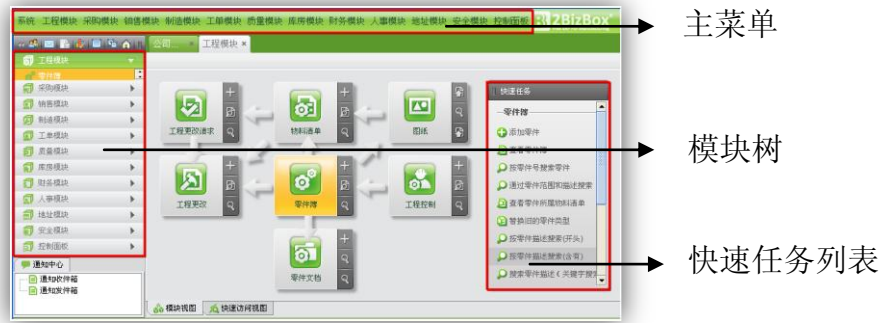 系统 工程模块 采购模块 销售模块 制造模块 工单模块 质量模块 库房模块 财务模块 人事模块 地址模块 安全模块 控制面板
2BizBox
主菜单
公司...
工程模块
工程模块
零件簿
采购模块
销售模块
制造模块
工单模块
质量模块
库房模块
财务模块
人事模块
地址模块
安全模块
控制面板
模块树
通知中心
通知收件箱
通知发件箱
工程更改请求
物料清单
图纸
工程更改
零件簿
工程控制
零件文档
模块视图
快速访问视图
快速任务
零件簿
添加零件
查看零件簿
按零件号搜索零件
通过零件范围和描述搜索
查看零件所属物料清单
替换旧的零件类型
按零件描述搜索(开头)
按零件描述搜索(含有)
搜索零件描述(关键字搜
快速任务列表